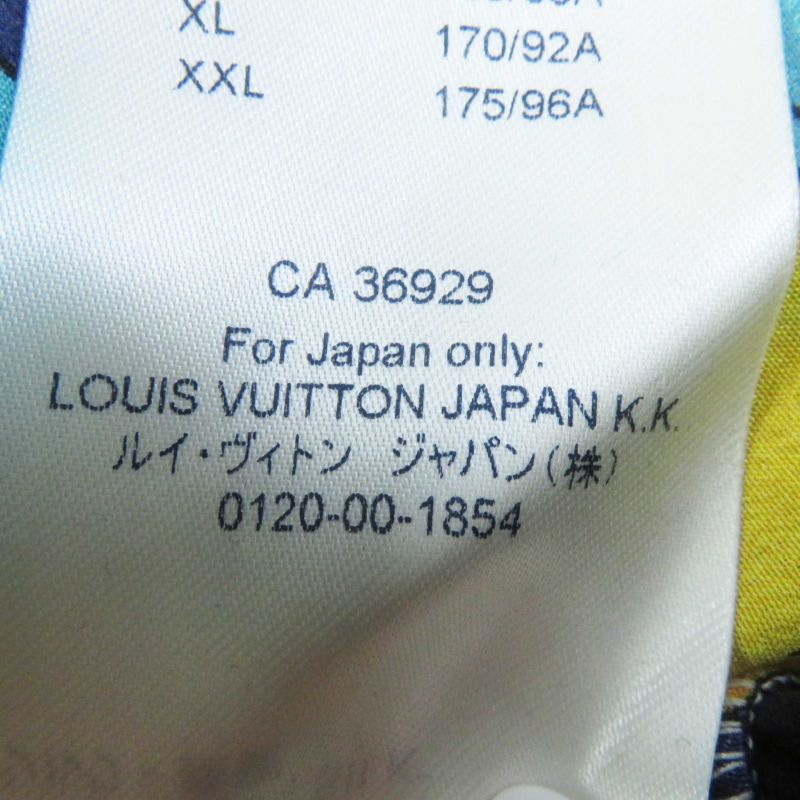 XL 170/92A
XXL 175/96A
CA 36929
For Japan only:
LOUIS VUITTON JAPAN K.K.
ルイ・ヴィトン ジャパン(株)
0120-00-1854